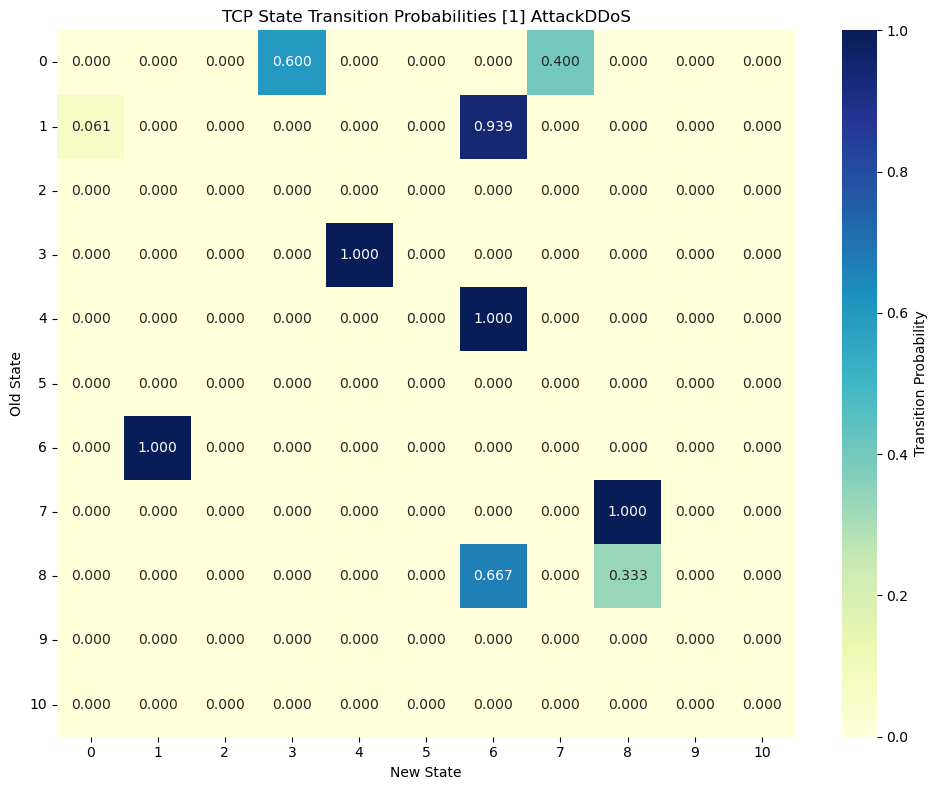 TCP State Transition Probabilities [1] AttackDDoS
0 0.000 0.000 0.000 0.600 0.000 0.000 0.000 0.400 0.000 0.000 0.000
1 0.061 0.000 0.000 0.000 0.000 0.000 0.939 0.000 0.000 0.000 0.000
2 0.000 0.000 0.000 0.000 0.000 0.000 0.000 0.000 0.000 0.000 0.000
3 0.000 0.000 0.000 0.000 1.000 0.000 0.000 0.000 0.000 0.000 0.000
4 0.000 0.000 0.000 0.000 0.000 0.000 1.000 0.000 0.000 0.000 0.000
5 0.000 0.000 0.000 0.000 0.000 0.000 0.000 0.000 0.000 0.000 0.000
6 0.000 1.000 0.000 0.000 0.000 0.000 0.000 0.000 0.000 0.000 0.000
7 0.000 0.000 0.000 0.000 0.000 0.000 0.000 0.000 1.000 0.000 0.000
8 0.000 0.000 0.000 0.000 0.000 0.000 0.667 0.000 0.333 0.000 0.000
9 0.000 0.000 0.000 0.000 0.000 0.000 0.000 0.000 0.000 0.000 0.000
10 0.000 0.000 0.000 0.000 0.000 0.000 0.000 0.000 0.000 0.000 0.000
0 1 2 3 4 5 6 7 8 9 10
New State
Old State
1.0
0.8
0.6
0.4
0.2
0.0
Transition Probability